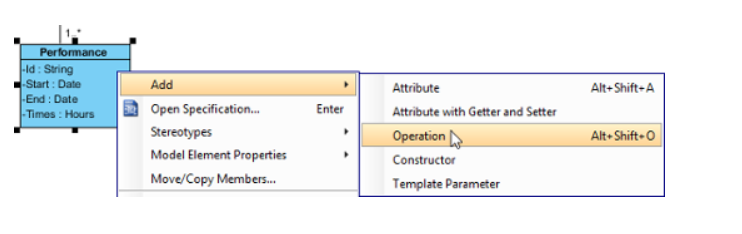 1..*
Performance
-Id : String
-Start : Date
-End : Date
-Times : Hours
Add
Open Specification... Enter
Stereotypes
Model Element Properties
Move/Copy Members...
Attribute Alt+Shift+A
Attribute with Getter and Setter
Operation Alt+Shift+O
Constructor
Template Parameter